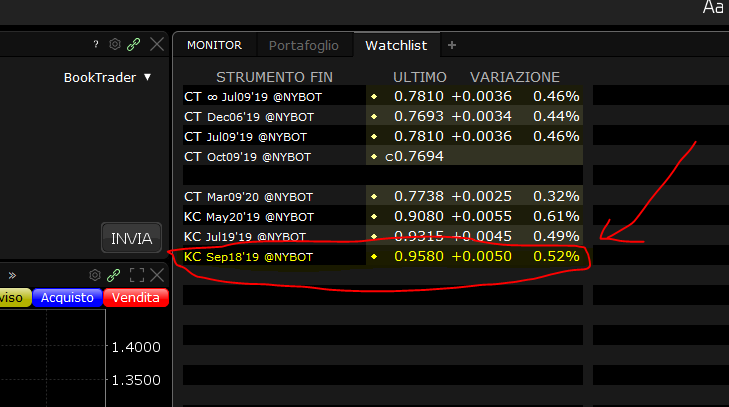 Aa
?
MONITOR Portafoglio Watchlist +
BookTrader ▼
STRUMENTO FIN ULTIMO VARIAZIONE
CT ∞ Jul09'19 @NYBOT 0.7810 +0.0036 0.46%
CT Dec06'19 @NYBOT 0.7693 +0.0034 0.44%
CT Jul09'19 @NYBOT 0.7810 +0.0036 0.46%
CT Oct09'19 @NYBOT C0.7694
CT Mar09'20 @NYBOT 0.7738 +0.0025 0.32%
KC May20'19 @NYBOT 0.9080 +0.0055 0.61%
INVIA
KC Jul19'19 @NYBOT 0.9315 +0.0045 0.49%
KC Sep18'19 @NYBOT 0.9580 +0.0050 0.52%
»
viso Acquisto Vendita
1.4000
1.3500